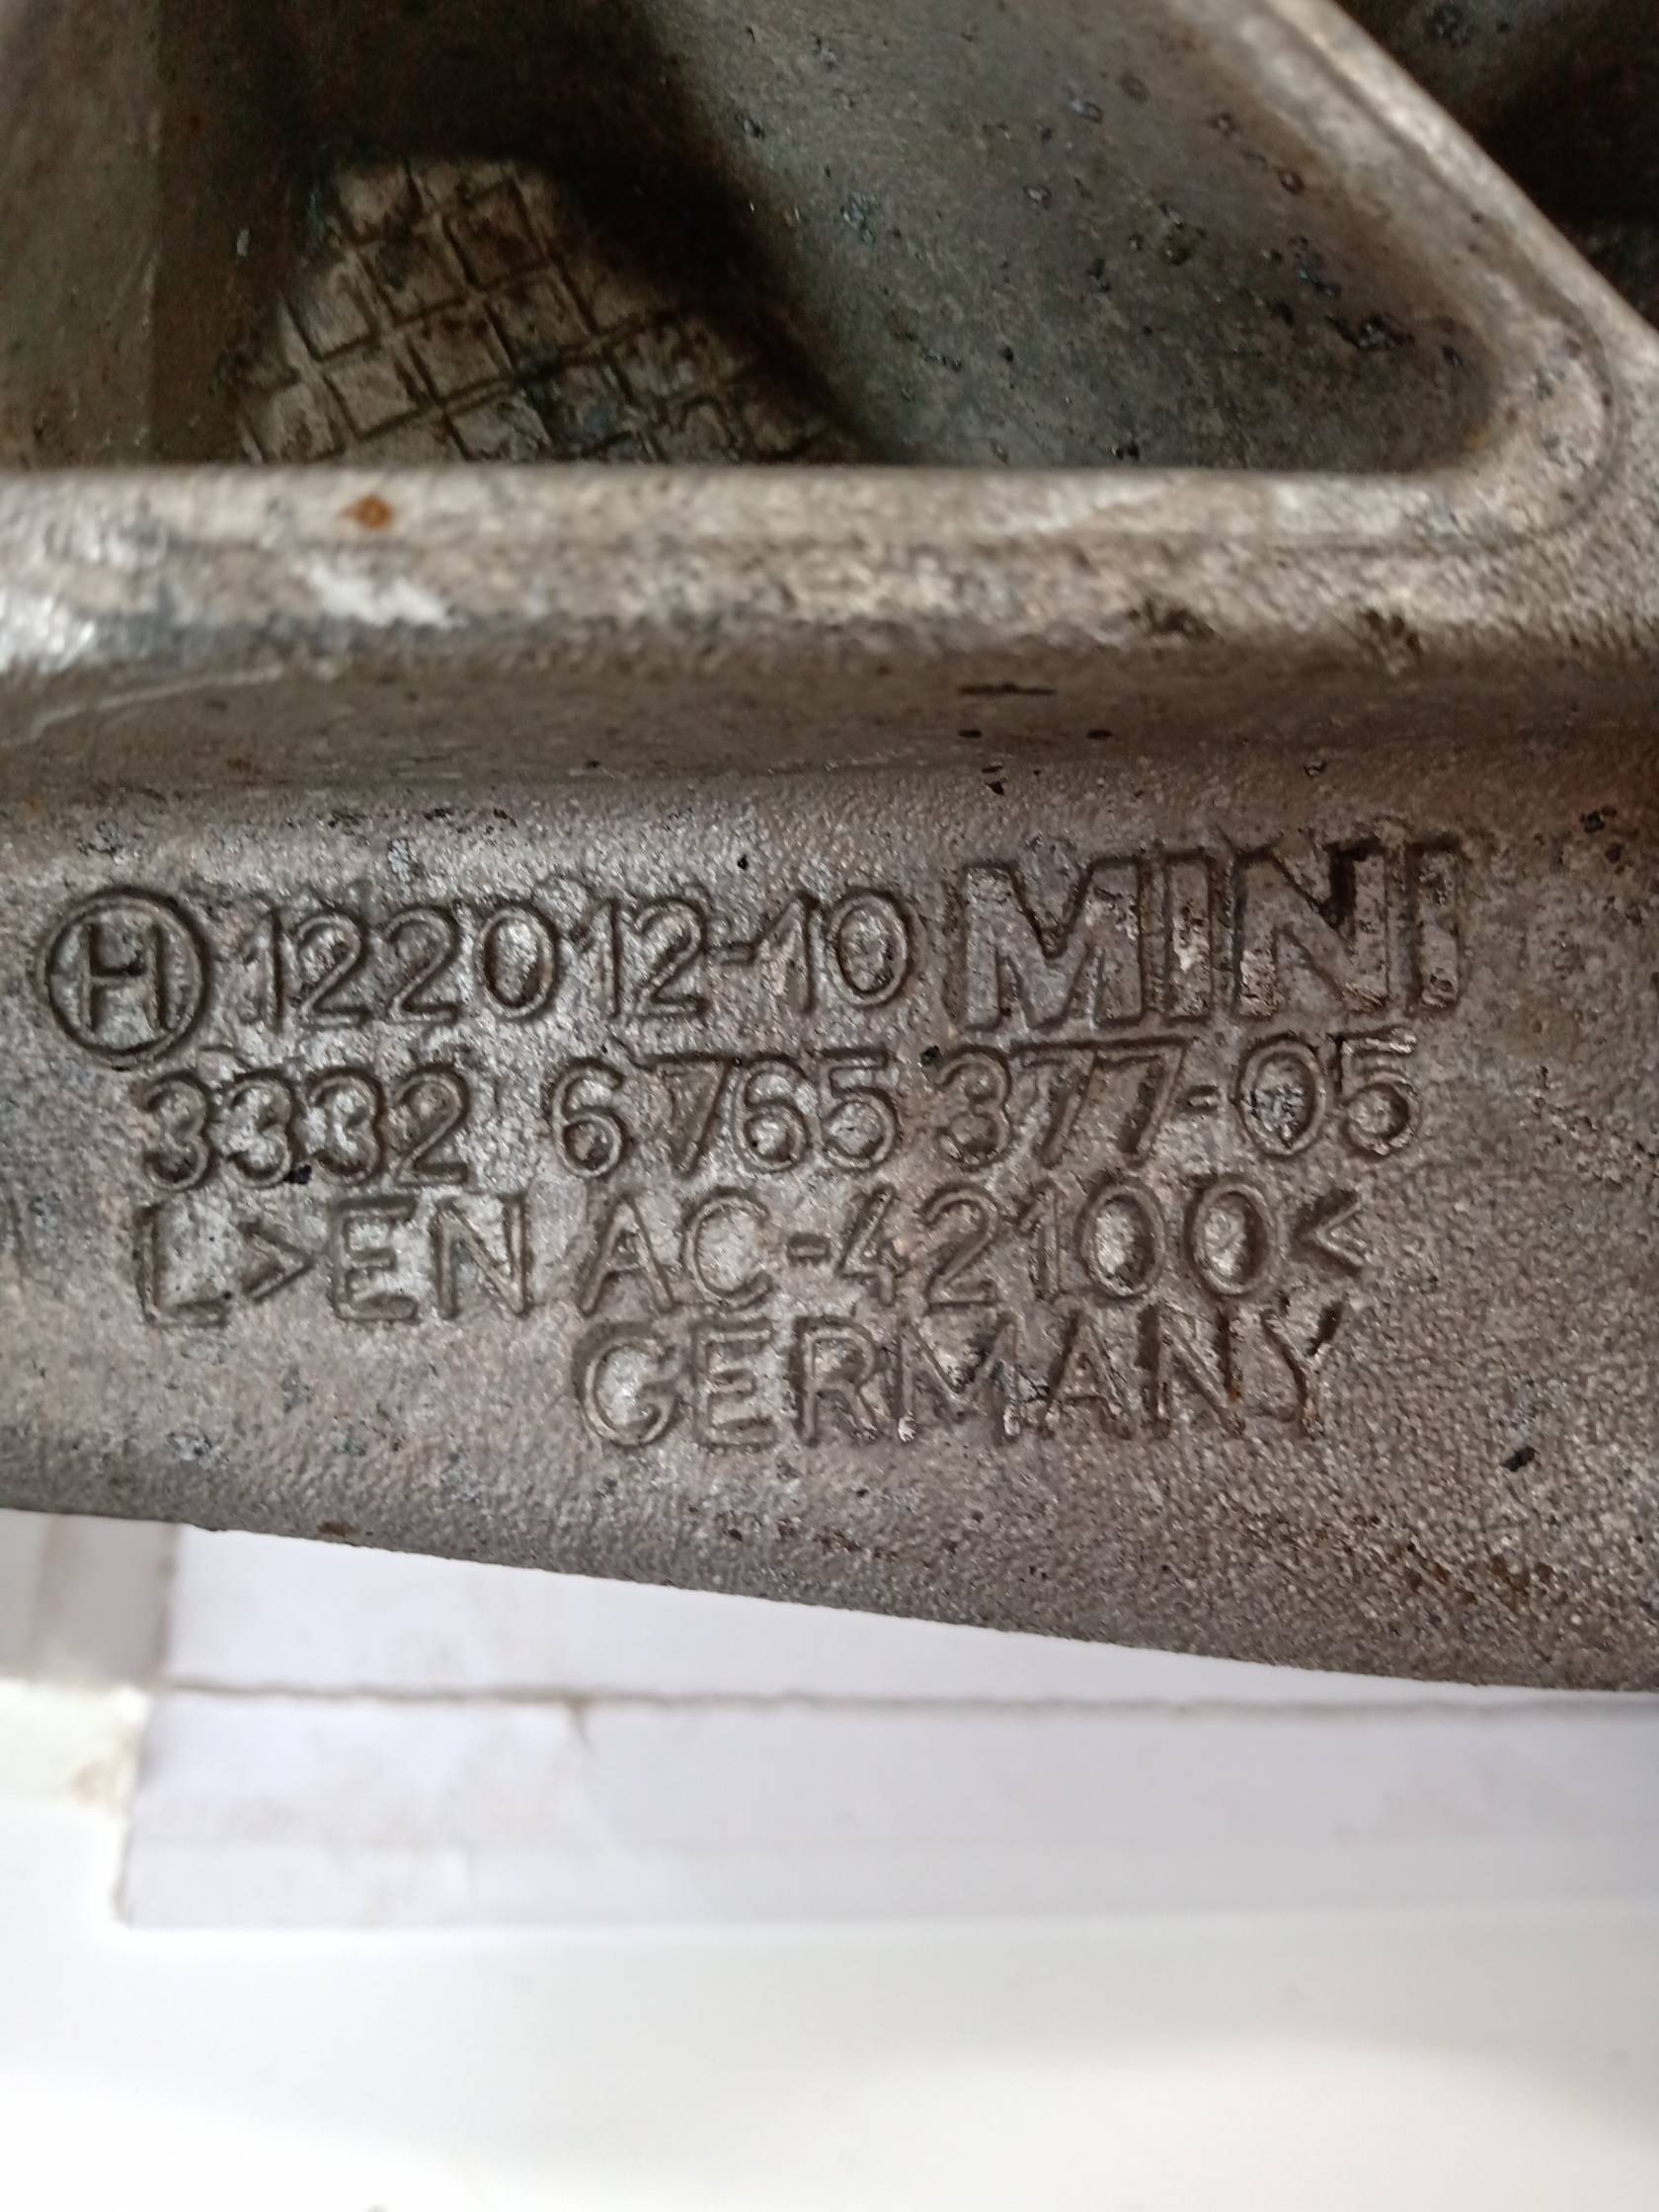 H 122012-10 MINI
3332 6765 377-05
L>EN AC-42100<
GERMANY